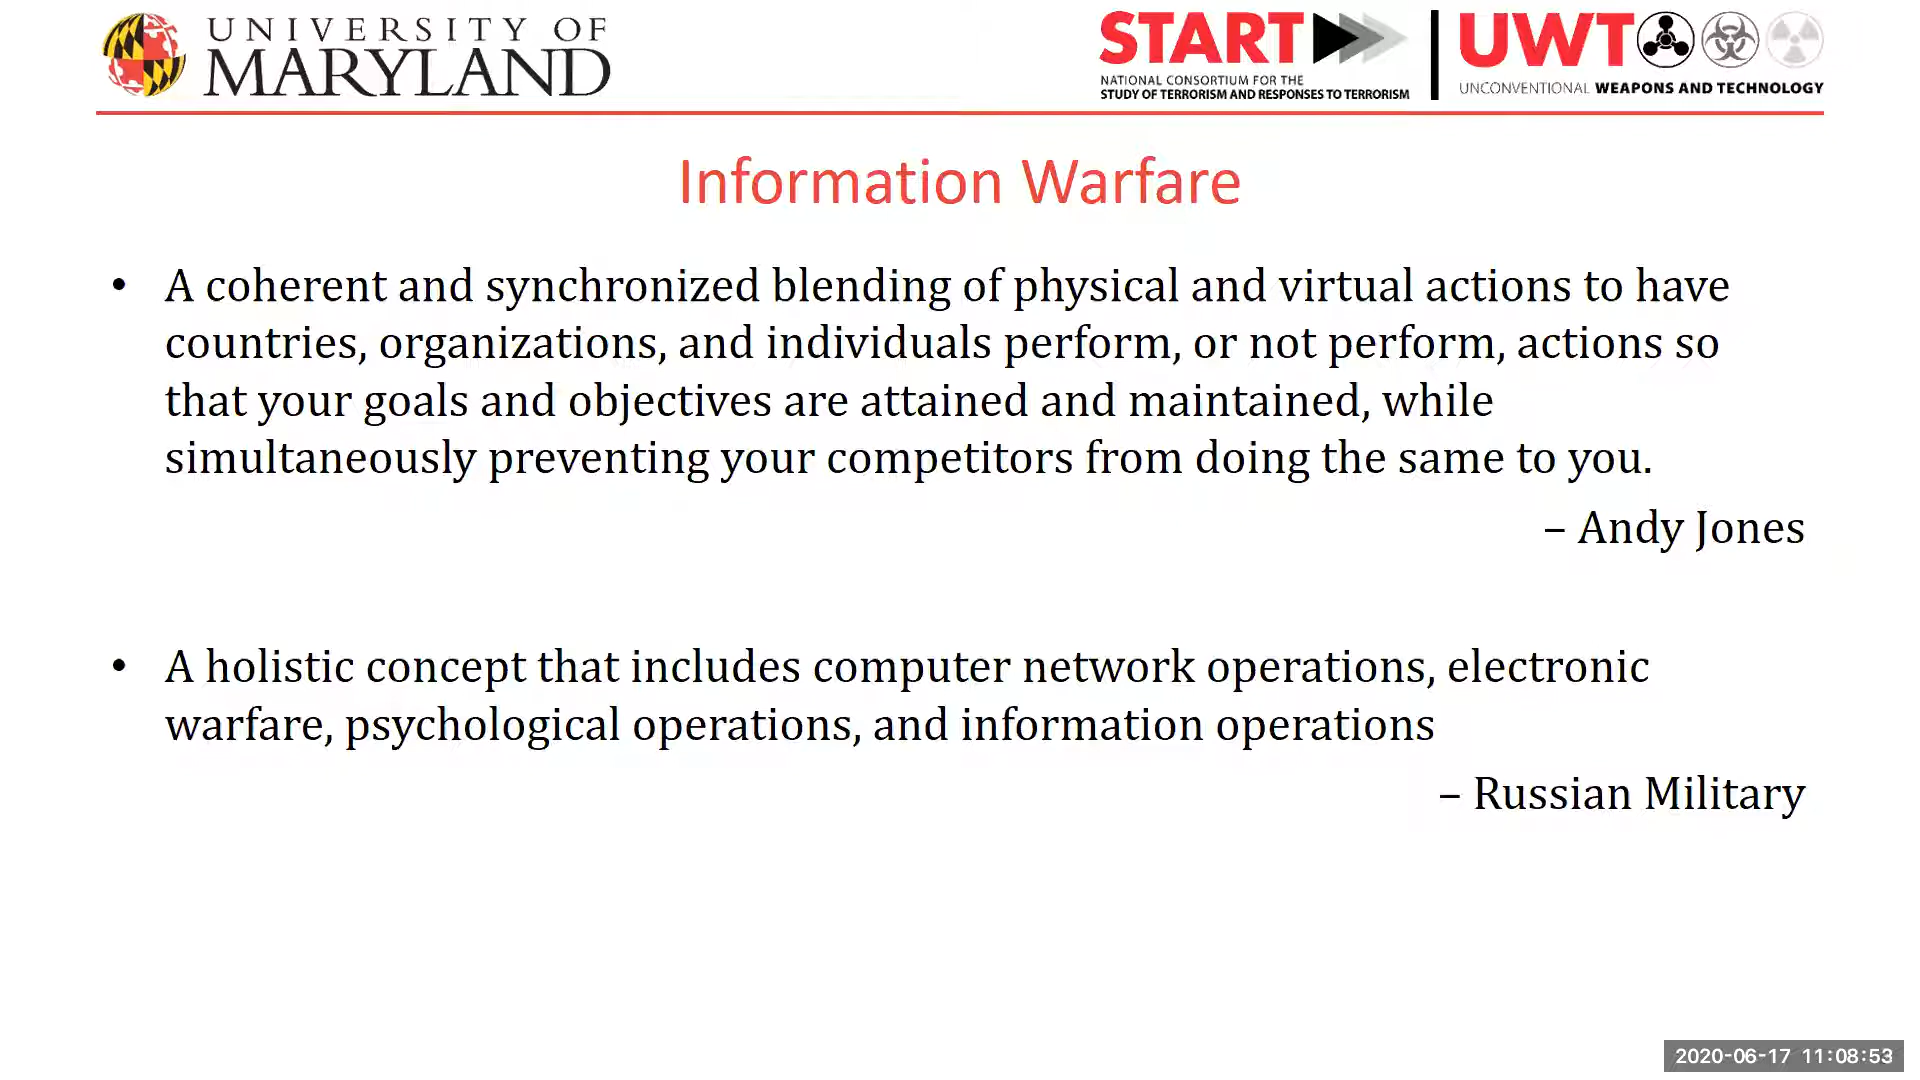 UNIVERSITY OF
MARYLAND
START
NATIONAL CONSORTIUM FOR THE
STUDY OF TERRORISM AND RESPONSES TO TERRORISM
UWT
UNCONVENTIONAL WEAPONS AND TECHNOLOGY
Information Warfare
• A coherent and synchronized blending of physical and virtual actions to have
countries, organizations, and individuals perform, or not perform, actions so
that your goals and objectives are attained and maintained, while
simultaneously preventing your competitors from doing the same to you.
– Andy Jones
• A holistic concept that includes computer network operations, electronic
warfare, psychological operations, and information operations
– Russian Military
2020-06-17 11:08:53